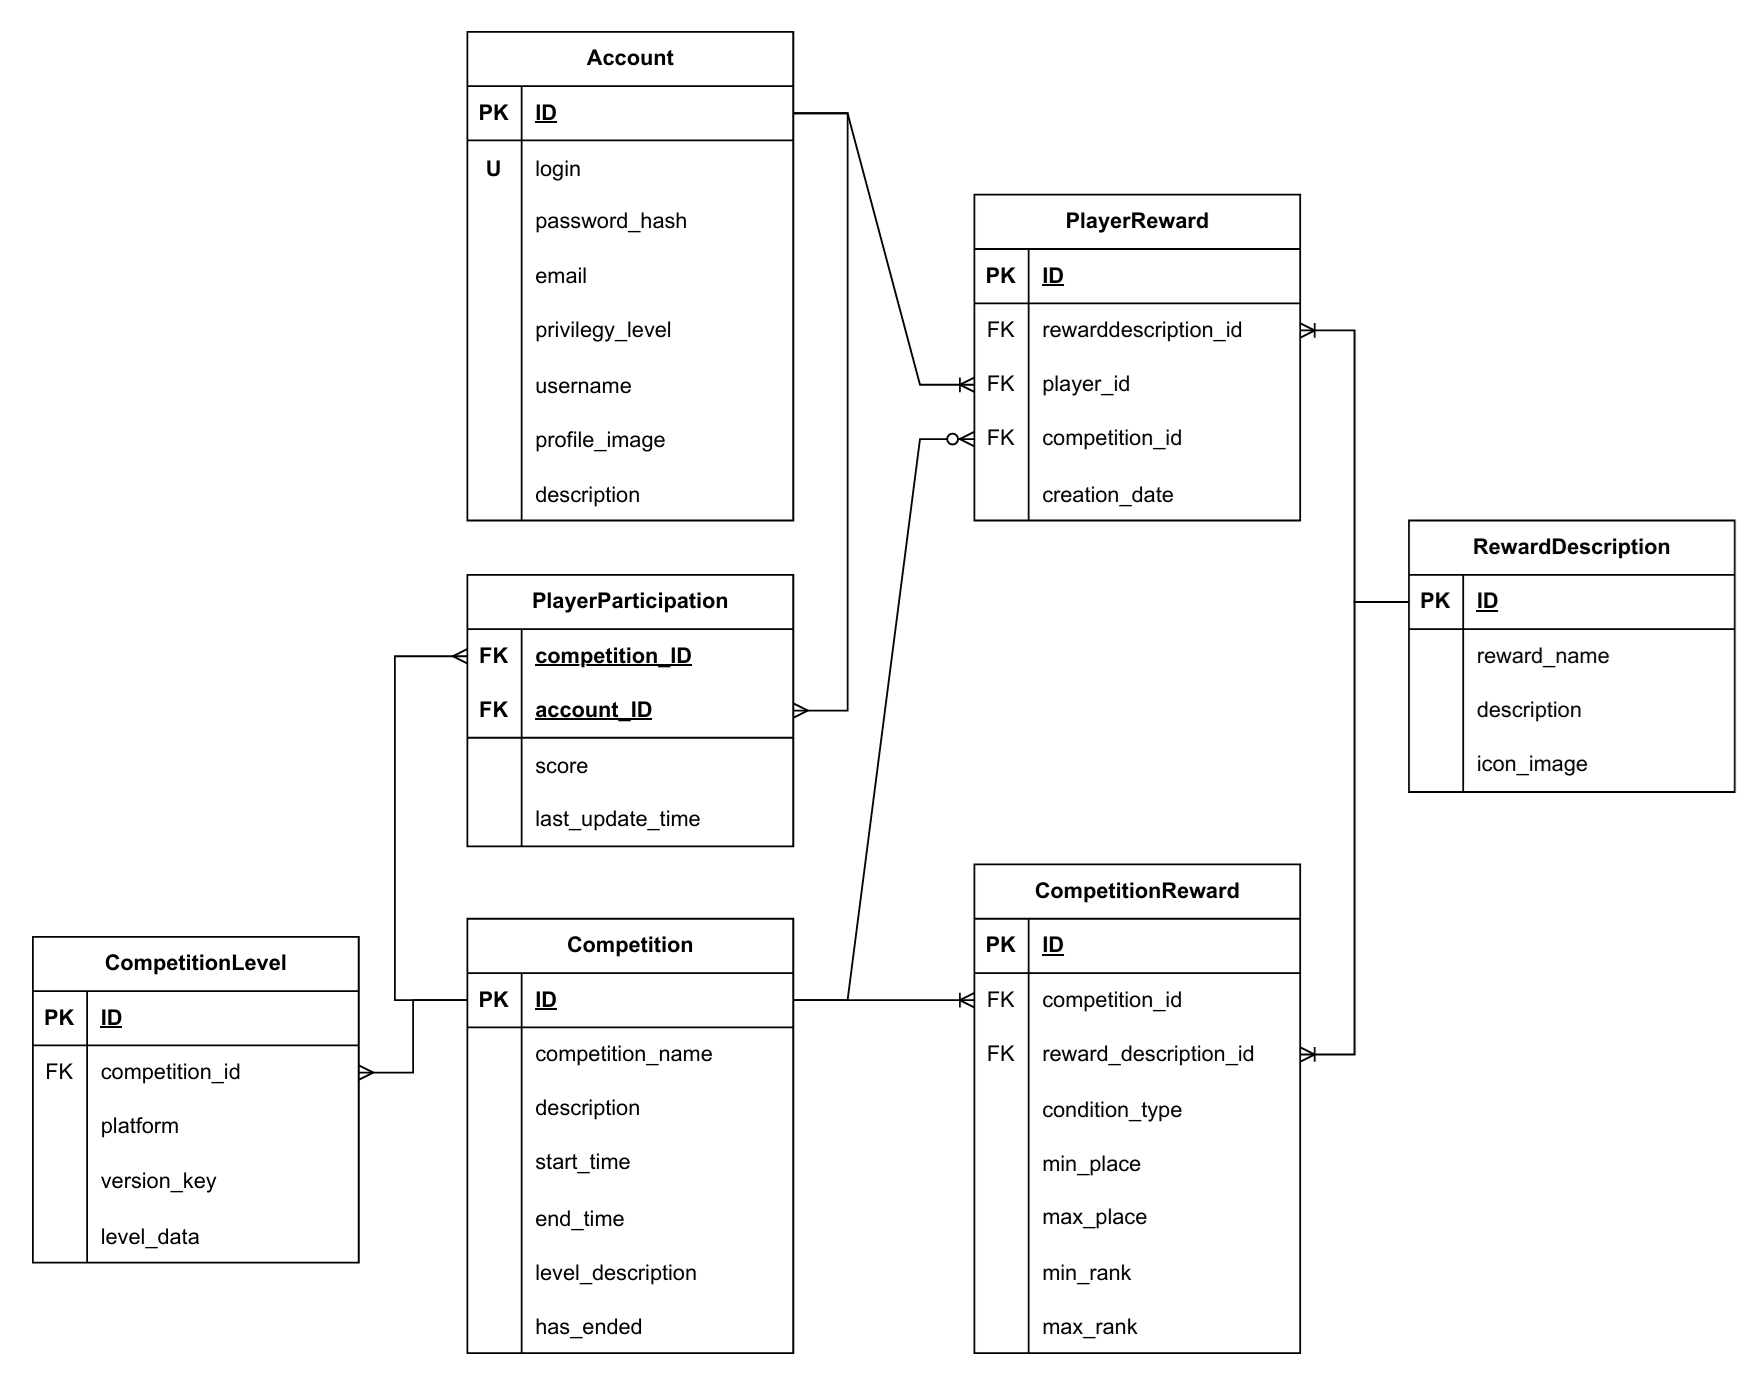 Account
PK ID
U login
password_hash
email
privilegy_level
username
profile_image
description
PlayerReward
PK ID
FK rewarddescription_id
FK player_id
FK competition_id
creation_date
RewardDescription
PK ID
reward_name
description
icon_image
PlayerParticipation
FK competition_ID
FK account_ID
score
last_update_time
CompetitionLevel
PK ID
FK competition_id
platform
version_key
level_data
Competition
PK ID
competition_name
description
start_time
end_time
level_description
has_ended
CompetitionReward
PK ID
FK competition_id
FK reward_description_id
condition_type
min_place
max_place
min_rank
max_rank